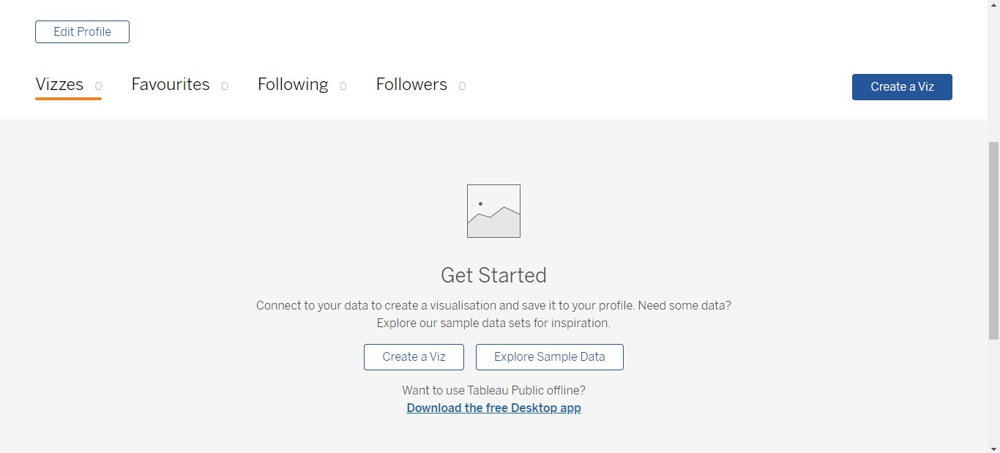 Edit Profile
Vizzes 0 Favourites 0 Following 0 Followers 0
Create a Viz
Get Started
Connect to your data to create a visualisation and save it to your profile. Need some data?
Explore our sample data sets for inspiration.
Create a Viz Explore Sample Data
Want to use Tableau Public offline?
Download the free Desktop app